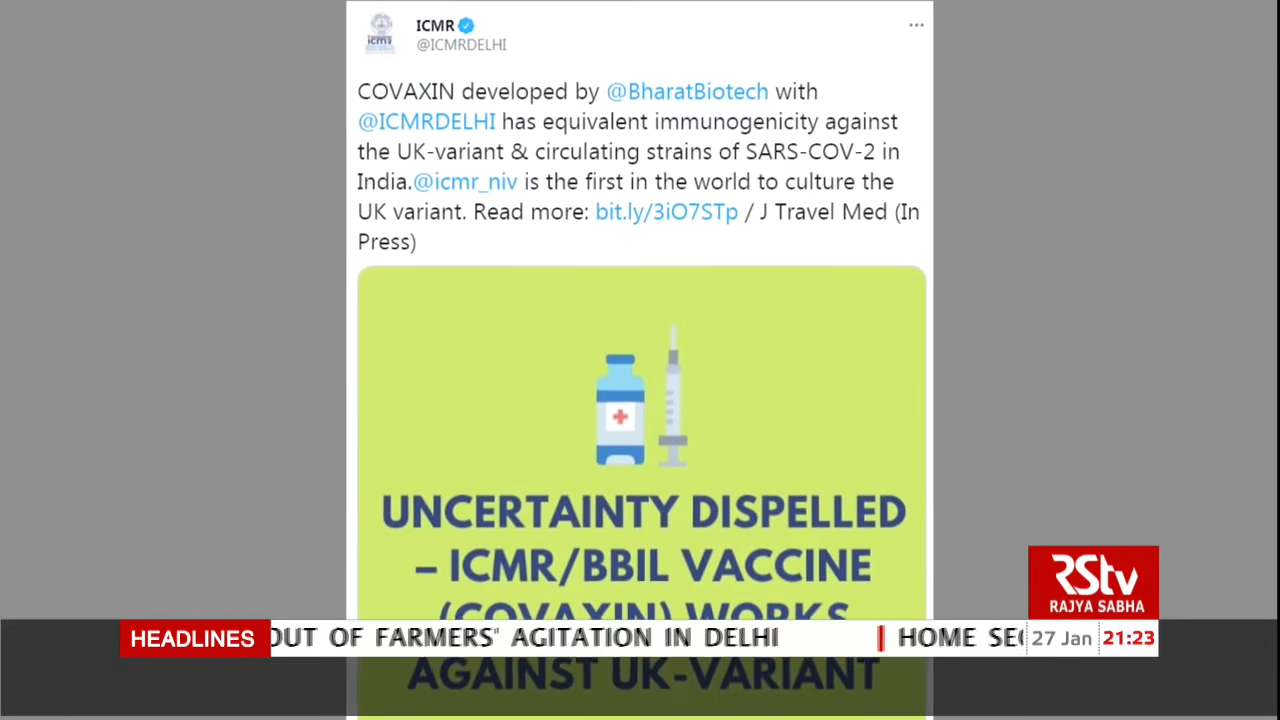 ICMR
@ICMRDELHI
COVAXIN developed by @BharatBiotech with
@ICMRDELHI has equivalent immunogenicity against
the UK-variant & circulating strains of SARS-COV-2 in
India.@icmr_niv is the first in the world to culture the
UK variant. Read more: bit.ly/3iO7STp / J Travel Med (In
Press)
UNCERTAINTY DISPELLED
– ICMR/BBIL VACCINE
(COVAXIN) WORKS
AGAINST UK-VARIANT
RSTV
RAJYA SABHA
HEADLINES
OUT OF FARMERS' AGITATION IN DELHI | HOME
27 Jan
21:23